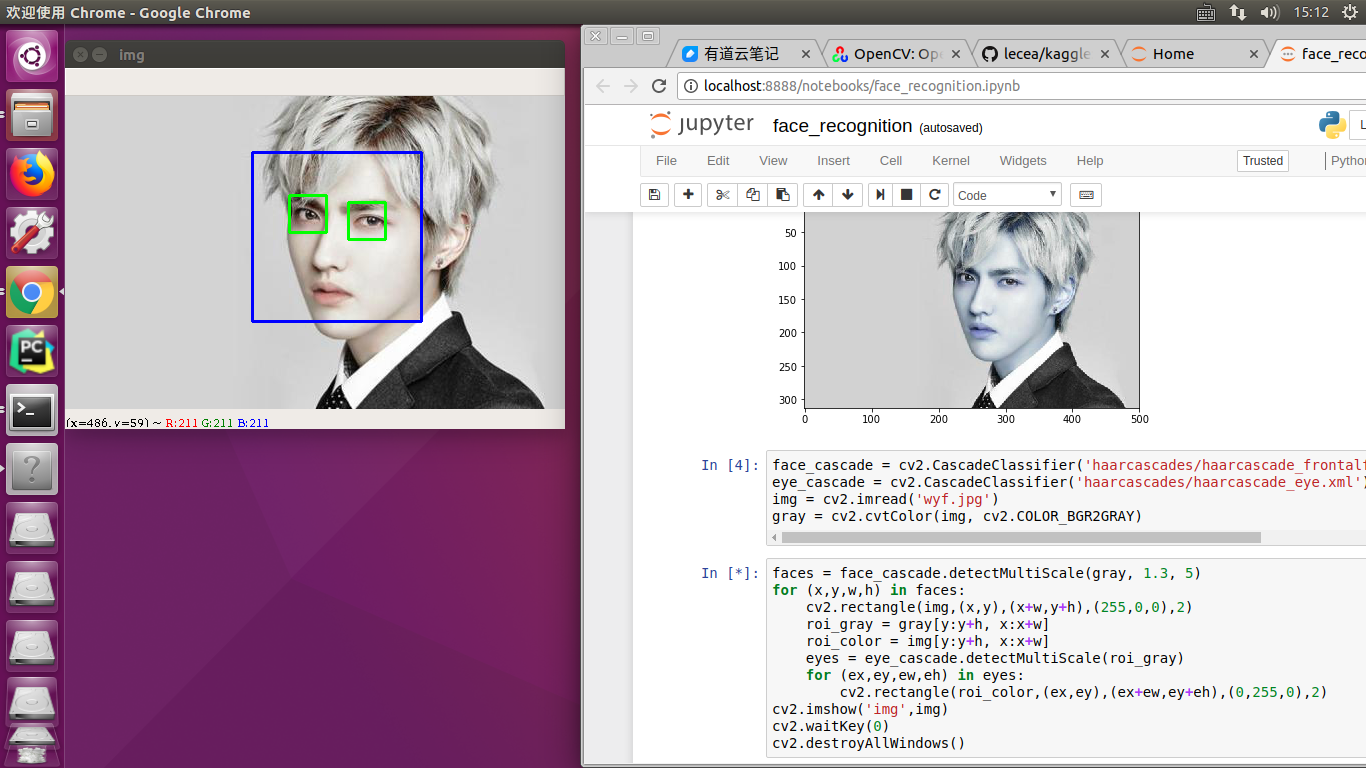 欢迎使用 Chrome - Google Chrome
15:12
img
(x=486, y=59) ~ R:211 G:211 B:211
有道云笔记
OpenCV: Op
lecea/kaggle
Home
face_reco
localhost:8888/notebooks/face_recognition.ipynb
jupyter face_recognition (autosaved)
L
File Edit View Insert Cell Kernel Widgets Help
Trusted
Python
Code
50
100
150
200
250
300
0 100 200 300 400 500
In [4]:
face_cascade = cv2.CascadeClassifier('haarcascades/haarcascade_frontalf
eye_cascade = cv2.CascadeClassifier('haarcascades/haarcascade_eye.xml')
img = cv2.imread('wyf.jpg')
gray = cv2.cvtColor(img, cv2.COLOR_BGR2GRAY)
In [*]:
faces = face_cascade.detectMultiScale(gray, 1.3, 5)
for (x,y,w,h) in faces:
    cv2.rectangle(img,(x,y),(x+w,y+h),(255,0,0),2)
    roi_gray = gray[y:y+h, x:x+w]
    roi_color = img[y:y+h, x:x+w]
    eyes = eye_cascade.detectMultiScale(roi_gray)
    for (ex,ey,ew,eh) in eyes:
        cv2.rectangle(roi_color,(ex,ey),(ex+ew,ey+eh),(0,255,0),2)
cv2.imshow('img',img)
cv2.waitKey(0)
cv2.destroyAllWindows()
PC